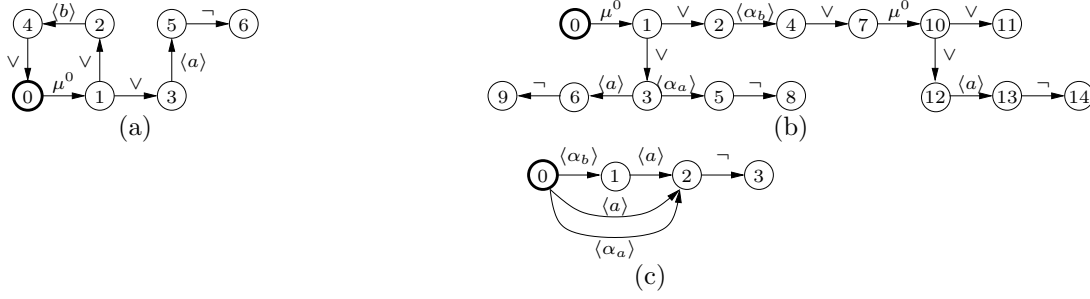 4 ⟨b⟩ 2 5 ¬ 6
∨ ∨ ⟨a⟩
0 μ⁰ 1 ∨ 3
(a)
0 μ⁰ 1 ∨ 2 ⟨α_b⟩ 4 ∨ 7 μ⁰ 10 ∨ 11
∨ ∨
9 ¬ 6 ⟨a⟩ 3 ⟨α_a⟩ 5 ¬ 8 12 ⟨a⟩ 13 ¬ 14
(b)
0 ⟨α_b⟩ 1 ⟨a⟩ 2 ¬ 3
⟨a⟩
⟨α_a⟩
(c)